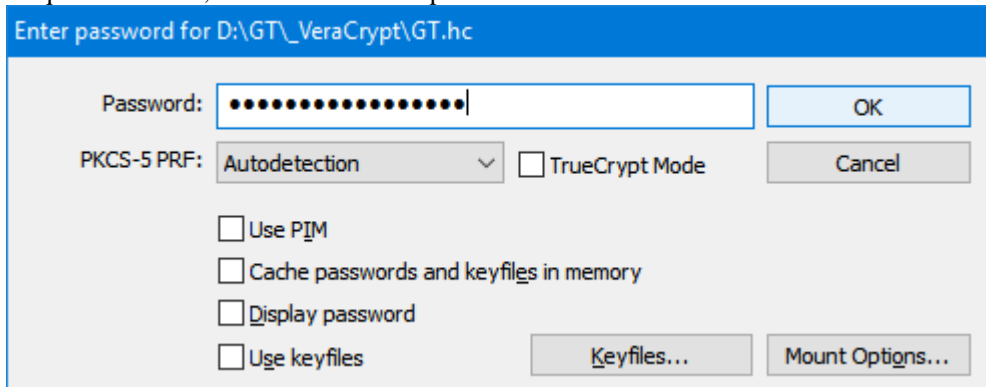 Enter password for D:\GT\_VeraCrypt\GT.hc
Password: ●●●●●●●●●●●●●●●●● OK
PKCS-5 PRF: Autodetection TrueCrypt Mode Cancel
Use PIM
Cache passwords and keyfiles in memory
Display password
Use keyfiles Keyfiles... Mount Options...